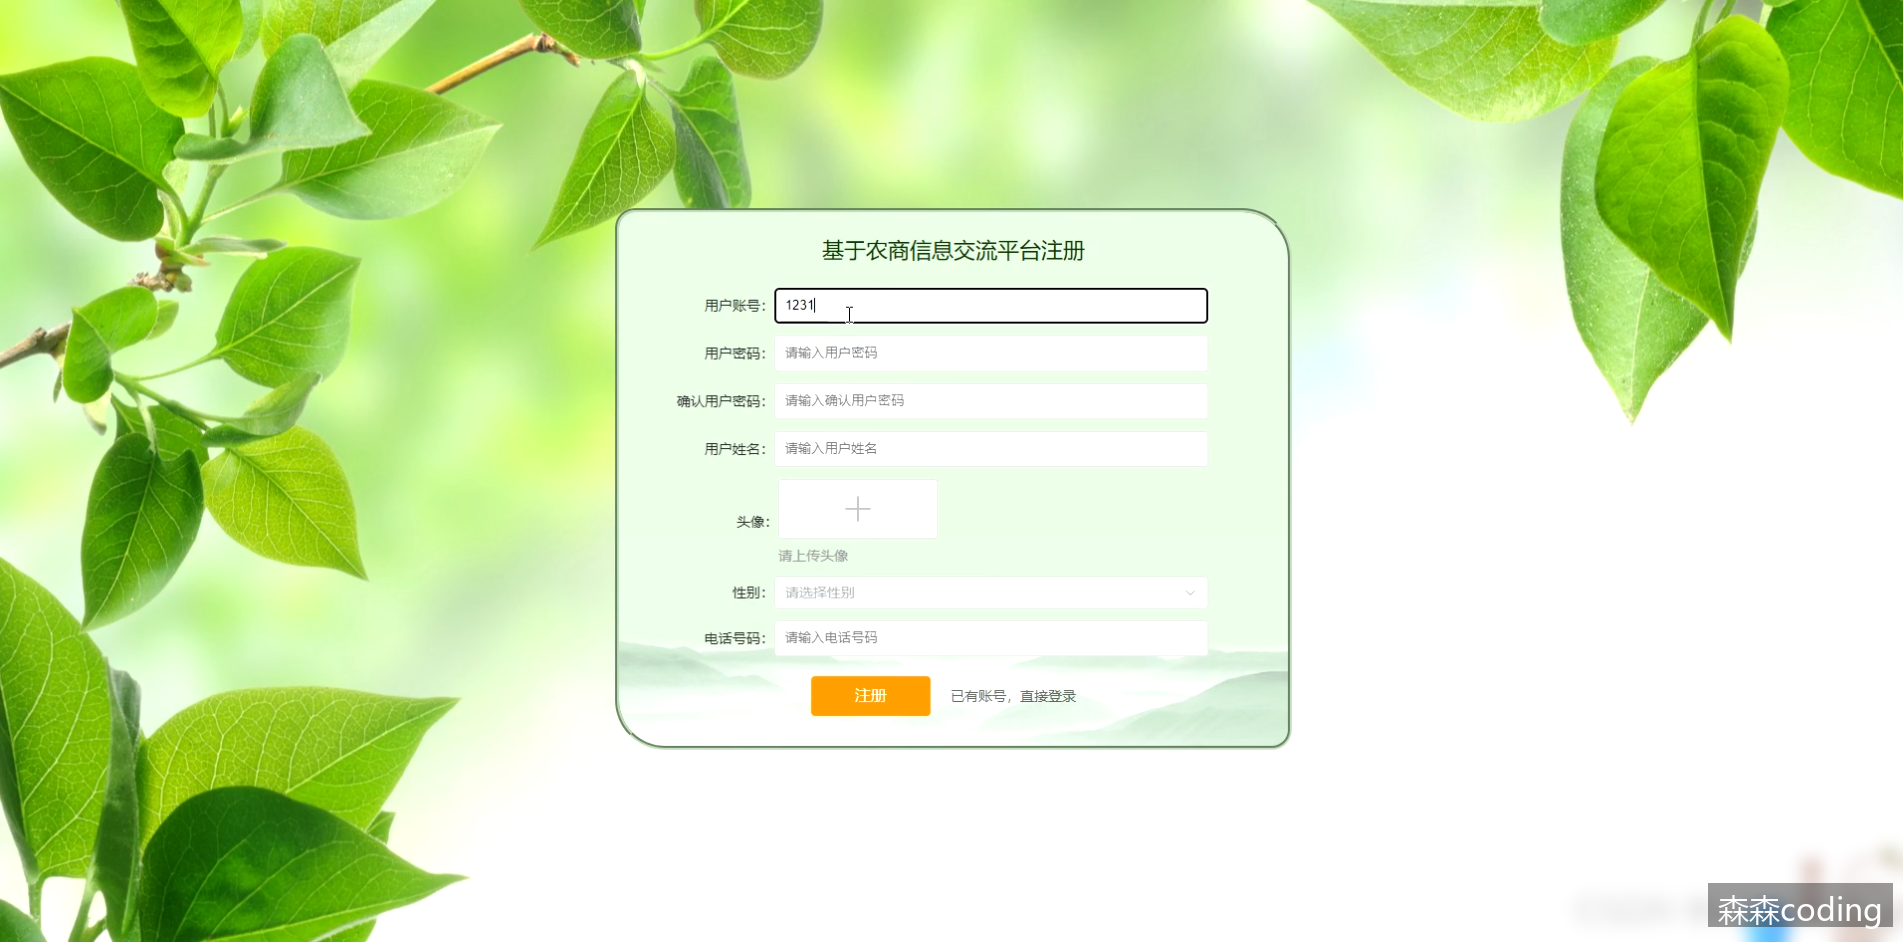 基于农商信息交流平台注册
用户账号： 1231
用户密码： 请输入用户密码
确认用户密码： 请输入确认用户密码
用户姓名： 请输入用户姓名
头像：
请上传头像
性别： 请选择性别
电话号码： 请输入电话号码
注册 已有账号，直接登录
森森coding